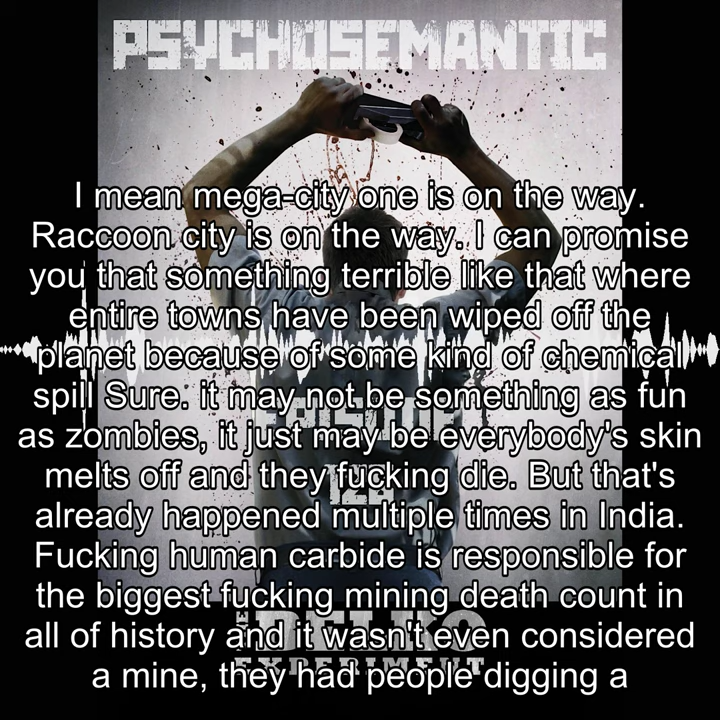 PSYCHOSEMANTIC
I mean mega-city one is on the way.
Raccoon city is on the way. I can promise
you that something terrible like that where
entire towns have been wiped off the
planet because of some kind of chemical
spill Sure. it may not be something as fun
EPISODE
as zombies, it just may be everybody's skin
melts off and they fucking die. But that's
already happened multiple times in India.
Fucking human carbide is responsible for
the biggest fucking mining death count in
THE BELKO
all of history and it wasn't even considered
EXPERIMENT
a mine, they had people digging a